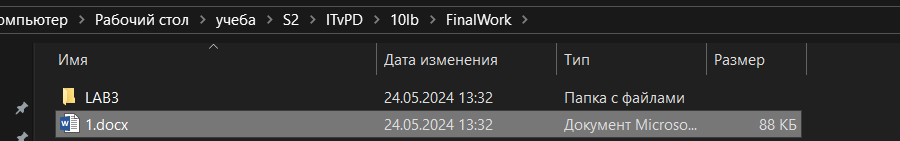 омпьютер > Рабочий стол > учеба > S2 > ITvPD > 10lb > FinalWork >
Имя Дата изменения Тип Размер
LAB3 24.05.2024 13:32 Папка с файлами
1.docx 24.05.2024 13:32 Документ Microso... 88 КБ